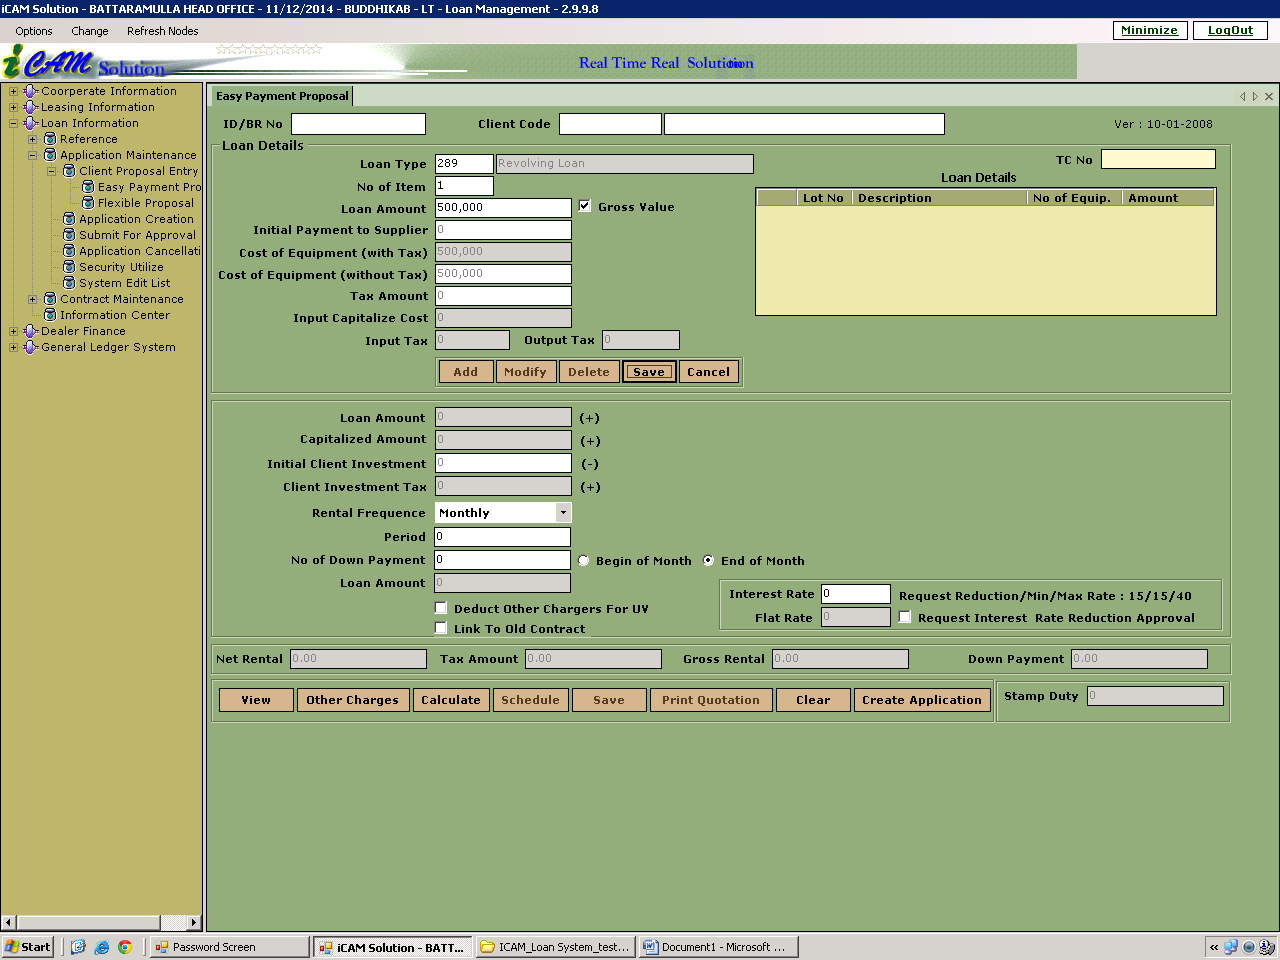 iCAM Solution - BATTARAMULLA HEAD OFFICE - 11/12/2014 - BUDDHIKAB - LT - Loan Management - 2.9.9.8
Options Change Refresh Nodes Minimize LogOut
iCAM Solution Real Time Real Solution
Coorperate Information
Leasing Information
Loan Information
Reference
Application Maintenance
Client Proposal Entry
Easy Payment Pro
Flexible Proposal
Application Creation
Submit For Approval
Application Cancellati
Security Utilize
System Edit List
Contract Maintenance
Information Center
Dealer Finance
General Ledger System
Easy Payment Proposal
ID/BR No Client Code Ver : 10-01-2008
Loan Details
Loan Type 289 Revolving Loan TC No
No of Item 1
Loan Amount 500,000 Gross Value
Initial Payment to Supplier 0
Cost of Equipment (with Tax) 500,000
Cost of Equipment (without Tax) 500,000
Tax Amount 0
Input Capitalize Cost 0
Input Tax 0 Output Tax 0
Loan Details
Lot No Description No of Equip. Amount
Add Modify Delete Save Cancel
Loan Amount 0 (+)
Capitalized Amount 0 (+)
Initial Client Investment 0 (-)
Client Investment Tax 0 (+)
Rental Frequence Monthly
Period 0
No of Down Payment 0 Begin of Month End of Month
Loan Amount 0
Deduct Other Chargers For UV
Link To Old Contract
Interest Rate 0 Request Reduction/Min/Max Rate : 15/15/40
Flat Rate 0 Request Interest Rate Reduction Approval
Net Rental 0.00 Tax Amount 0.00 Gross Rental 0.00 Down Payment 0.00
View Other Charges Calculate Schedule Save Print Quotation Clear Create Application Stamp Duty 0
Start Password Screen iCAM Solution - BATT... ICAM_Loan System_test... Document1 - Microsoft ...